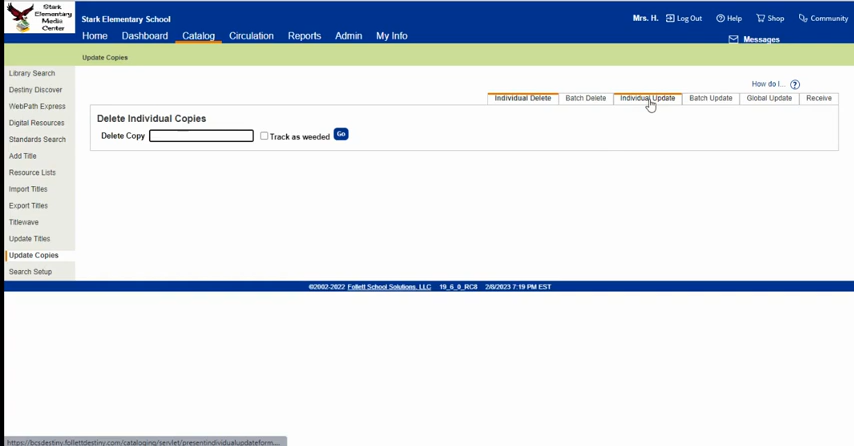 Stark
Elementary
Media
Center
Stark Elementary School
Mrs. H. Log Out Help Shop Community
Home Dashboard Catalog Circulation Reports Admin My Info
Messages
Update Copies
Library Search
Destiny Discover
WebPath Express
Digital Resources
Standards Search
Add Title
Resource Lists
Import Titles
Export Titles
Titlewave
Update Titles
Update Copies
Search Setup
How do I... ?
Individual Delete Batch Delete Individual Update Batch Update Global Update Receive
Delete Individual Copies
Delete Copy Track as weeded Go
©2002-2022 Follett School Solutions, LLC 19_6_0_RC8 2/8/2023 7:19 PM EST
https://bcsdestiny.follettdestiny.com/cataloging/servlet/presentindividualupdateform....